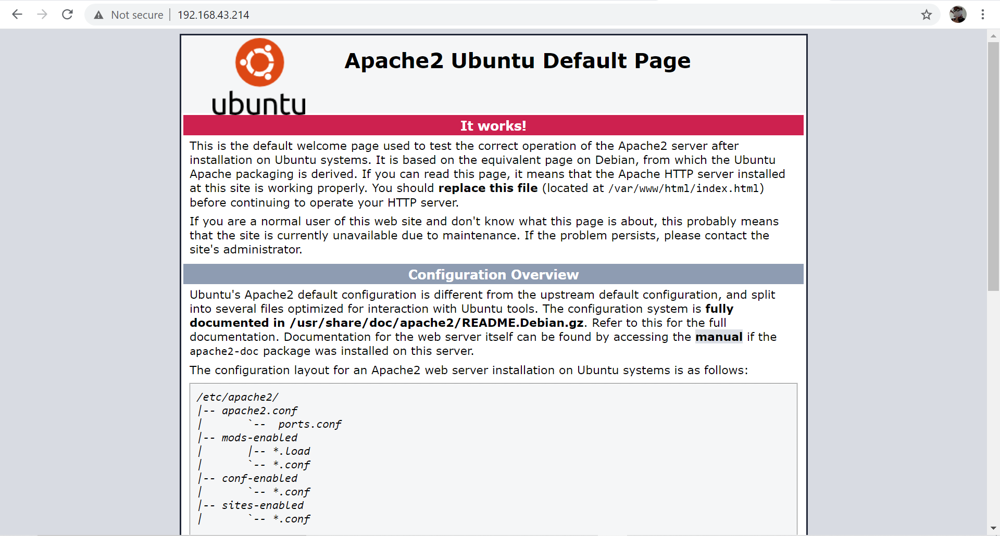 Not secure | 192.168.43.214
ubuntu
Apache2 Ubuntu Default Page
It works!
This is the default welcome page used to test the correct operation of the Apache2 server after
installation on Ubuntu systems. It is based on the equivalent page on Debian, from which the Ubuntu
Apache packaging is derived. If you can read this page, it means that the Apache HTTP server installed
at this site is working properly. You should replace this file (located at /var/www/html/index.html)
before continuing to operate your HTTP server.
If you are a normal user of this web site and don't know what this page is about, this probably means
that the site is currently unavailable due to maintenance. If the problem persists, please contact the
site's administrator.
Configuration Overview
Ubuntu's Apache2 default configuration is different from the upstream default configuration, and split
into several files optimized for interaction with Ubuntu tools. The configuration system is fully
documented in /usr/share/doc/apache2/README.Debian.gz. Refer to this for the full
documentation. Documentation for the web server itself can be found by accessing the manual if the
apache2-doc package was installed on this server.
The configuration layout for an Apache2 web server installation on Ubuntu systems is as follows:
/etc/apache2/
|-- apache2.conf
|       `--  ports.conf
|-- mods-enabled
|       |-- *.load
|       `-- *.conf
|-- conf-enabled
|       `-- *.conf
|-- sites-enabled
|       `-- *.conf